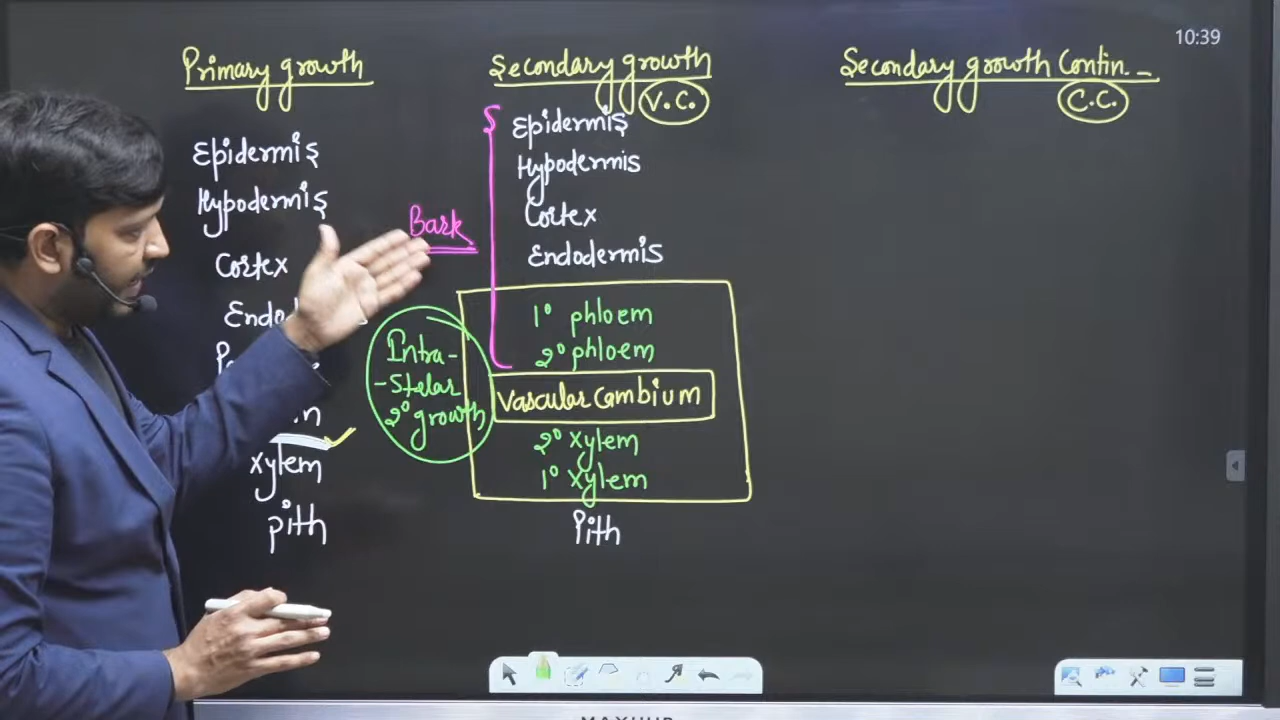 10:39
Primary growth
Epidermis
Hypodermis
Cortex
xylem
pith
Secondary growth
V.C.
Epidermis
Hypodermis
Cortex
Endodermis
Bark
1° phloem
2° phloem
Vascular cambium
2° xylem
1° xylem
Pith
Intra-
-Stelar
2° growth
Secondary growth Contin. _
C.C.